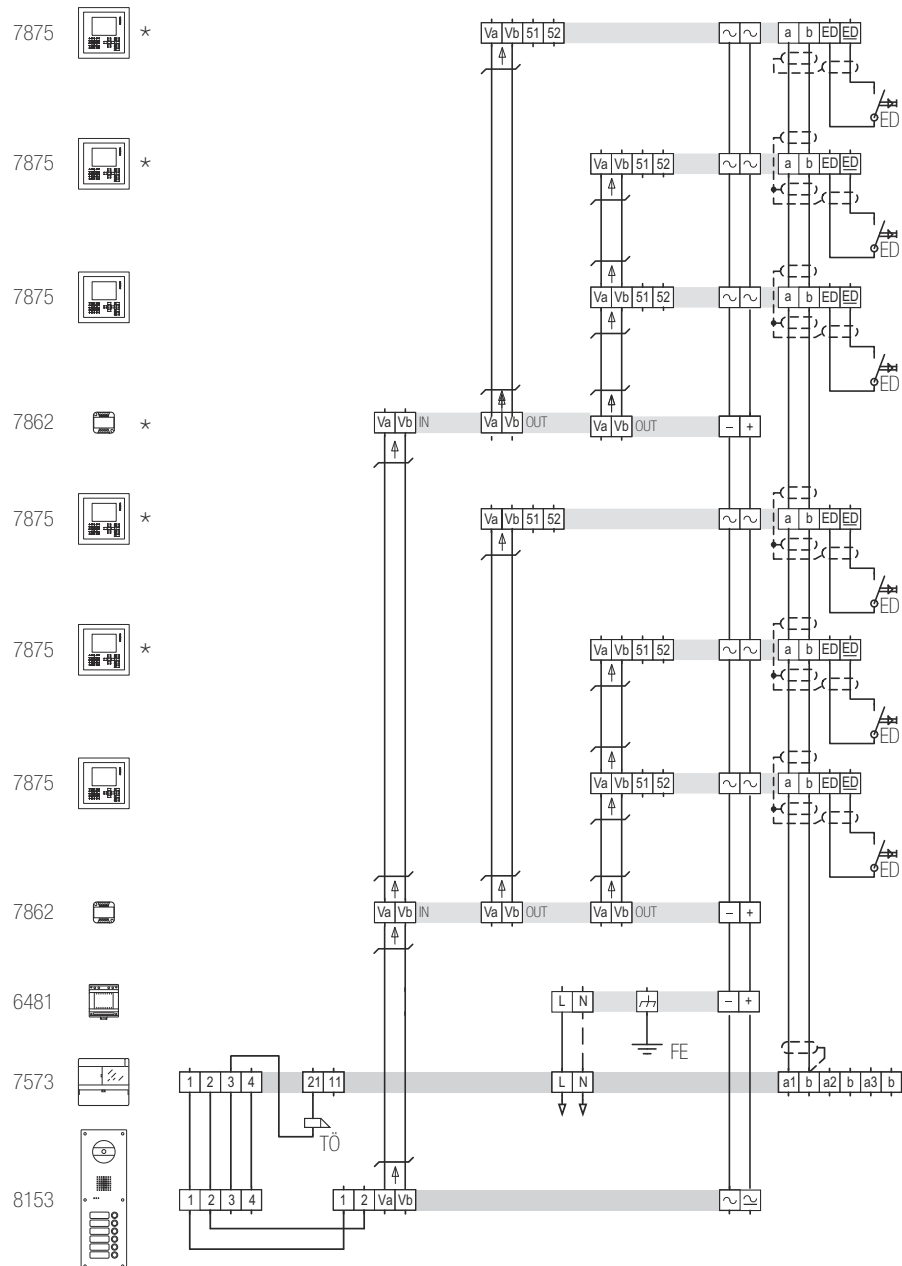 7875 * Va Vb 51 52 ~ ~ a b ED ED
ED
7875 * Va Vb 51 52 ~ ~ a b ED ED
ED
7875 Va Vb 51 52 ~ ~ a b ED ED
ED
7862 * Va Vb IN Va Vb OUT Va Vb OUT – +
7875 * Va Vb 51 52 ~ ~ a b ED ED
ED
7875 * Va Vb 51 52 ~ ~ a b ED ED
ED
7875 Va Vb 51 52 ~ ~ a b ED ED
ED
7862 Va Vb IN Va Vb OUT Va Vb OUT – +
6481 L N – +
FE
7573 1 2 3 4 21 11 L N a1 b a2 b a3 b
TÖ
8153 1 2 3 4 1 2 Va Vb ~ ~